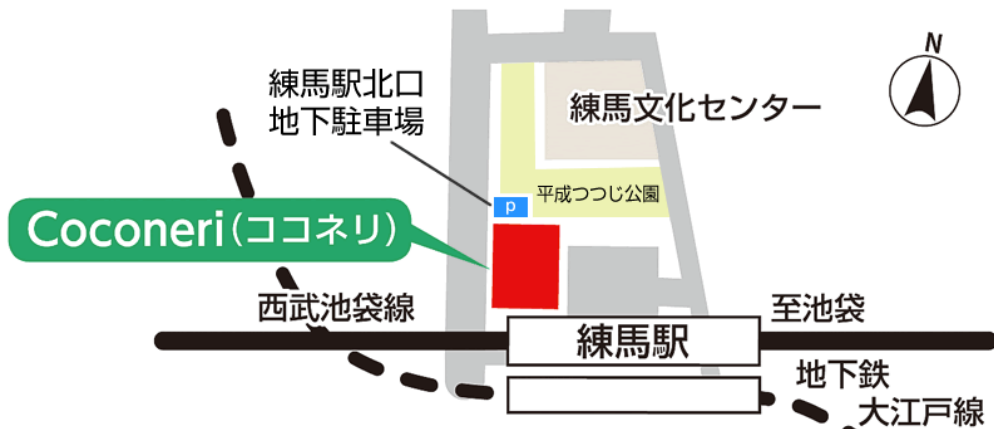 N
練馬駅北口
地下駐車場
練馬文化センター
平成つつじ公園
p
Coconeri(ココネリ)
西武池袋線
至池袋
練馬駅
地下鉄
大江戸線